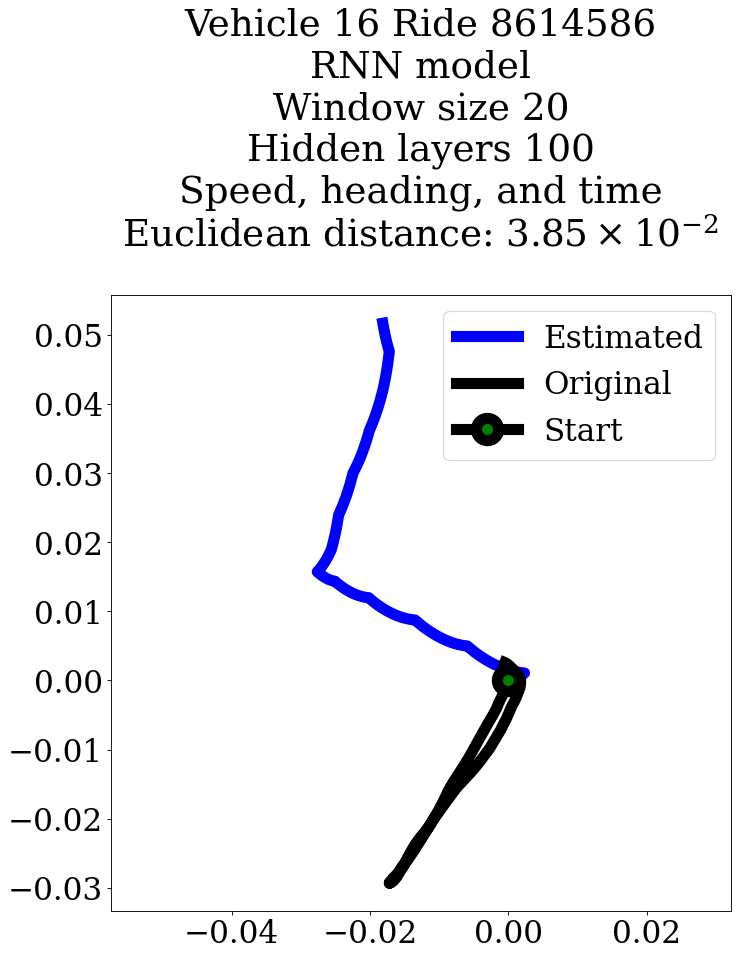 Vehicle 16 Ride 8614586
RNN model
Window size 20
Hidden layers 100
Speed, heading, and time
Euclidean distance: 3.85 × 10⁻²
Estimated
Original
Start
0.05
0.04
0.03
0.02
0.01
0.00
−0.01
−0.02
−0.03
−0.04 −0.02 0.00 0.02